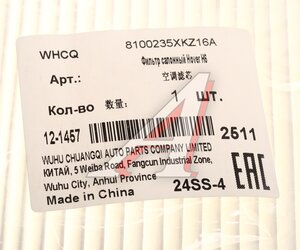 WHCQ 8100235XKZ16A
Фильтр салонный Hover H6
Арт.: 空调滤芯
Кол-во 数量: 1 шт.
12-1457 2511
WUHU CHUANGQI AUTO PARTS COMPANY LIMITED
КИТАЙ, 5 Weiba Road, Fangcun Industrial Zone,
Wuhu City, Anhui Province
Made in China 24SS-4 EAC